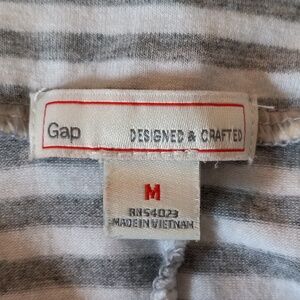 Gap DESIGNED & CRAFTED
M
RN54023
MADE IN VIETNAM